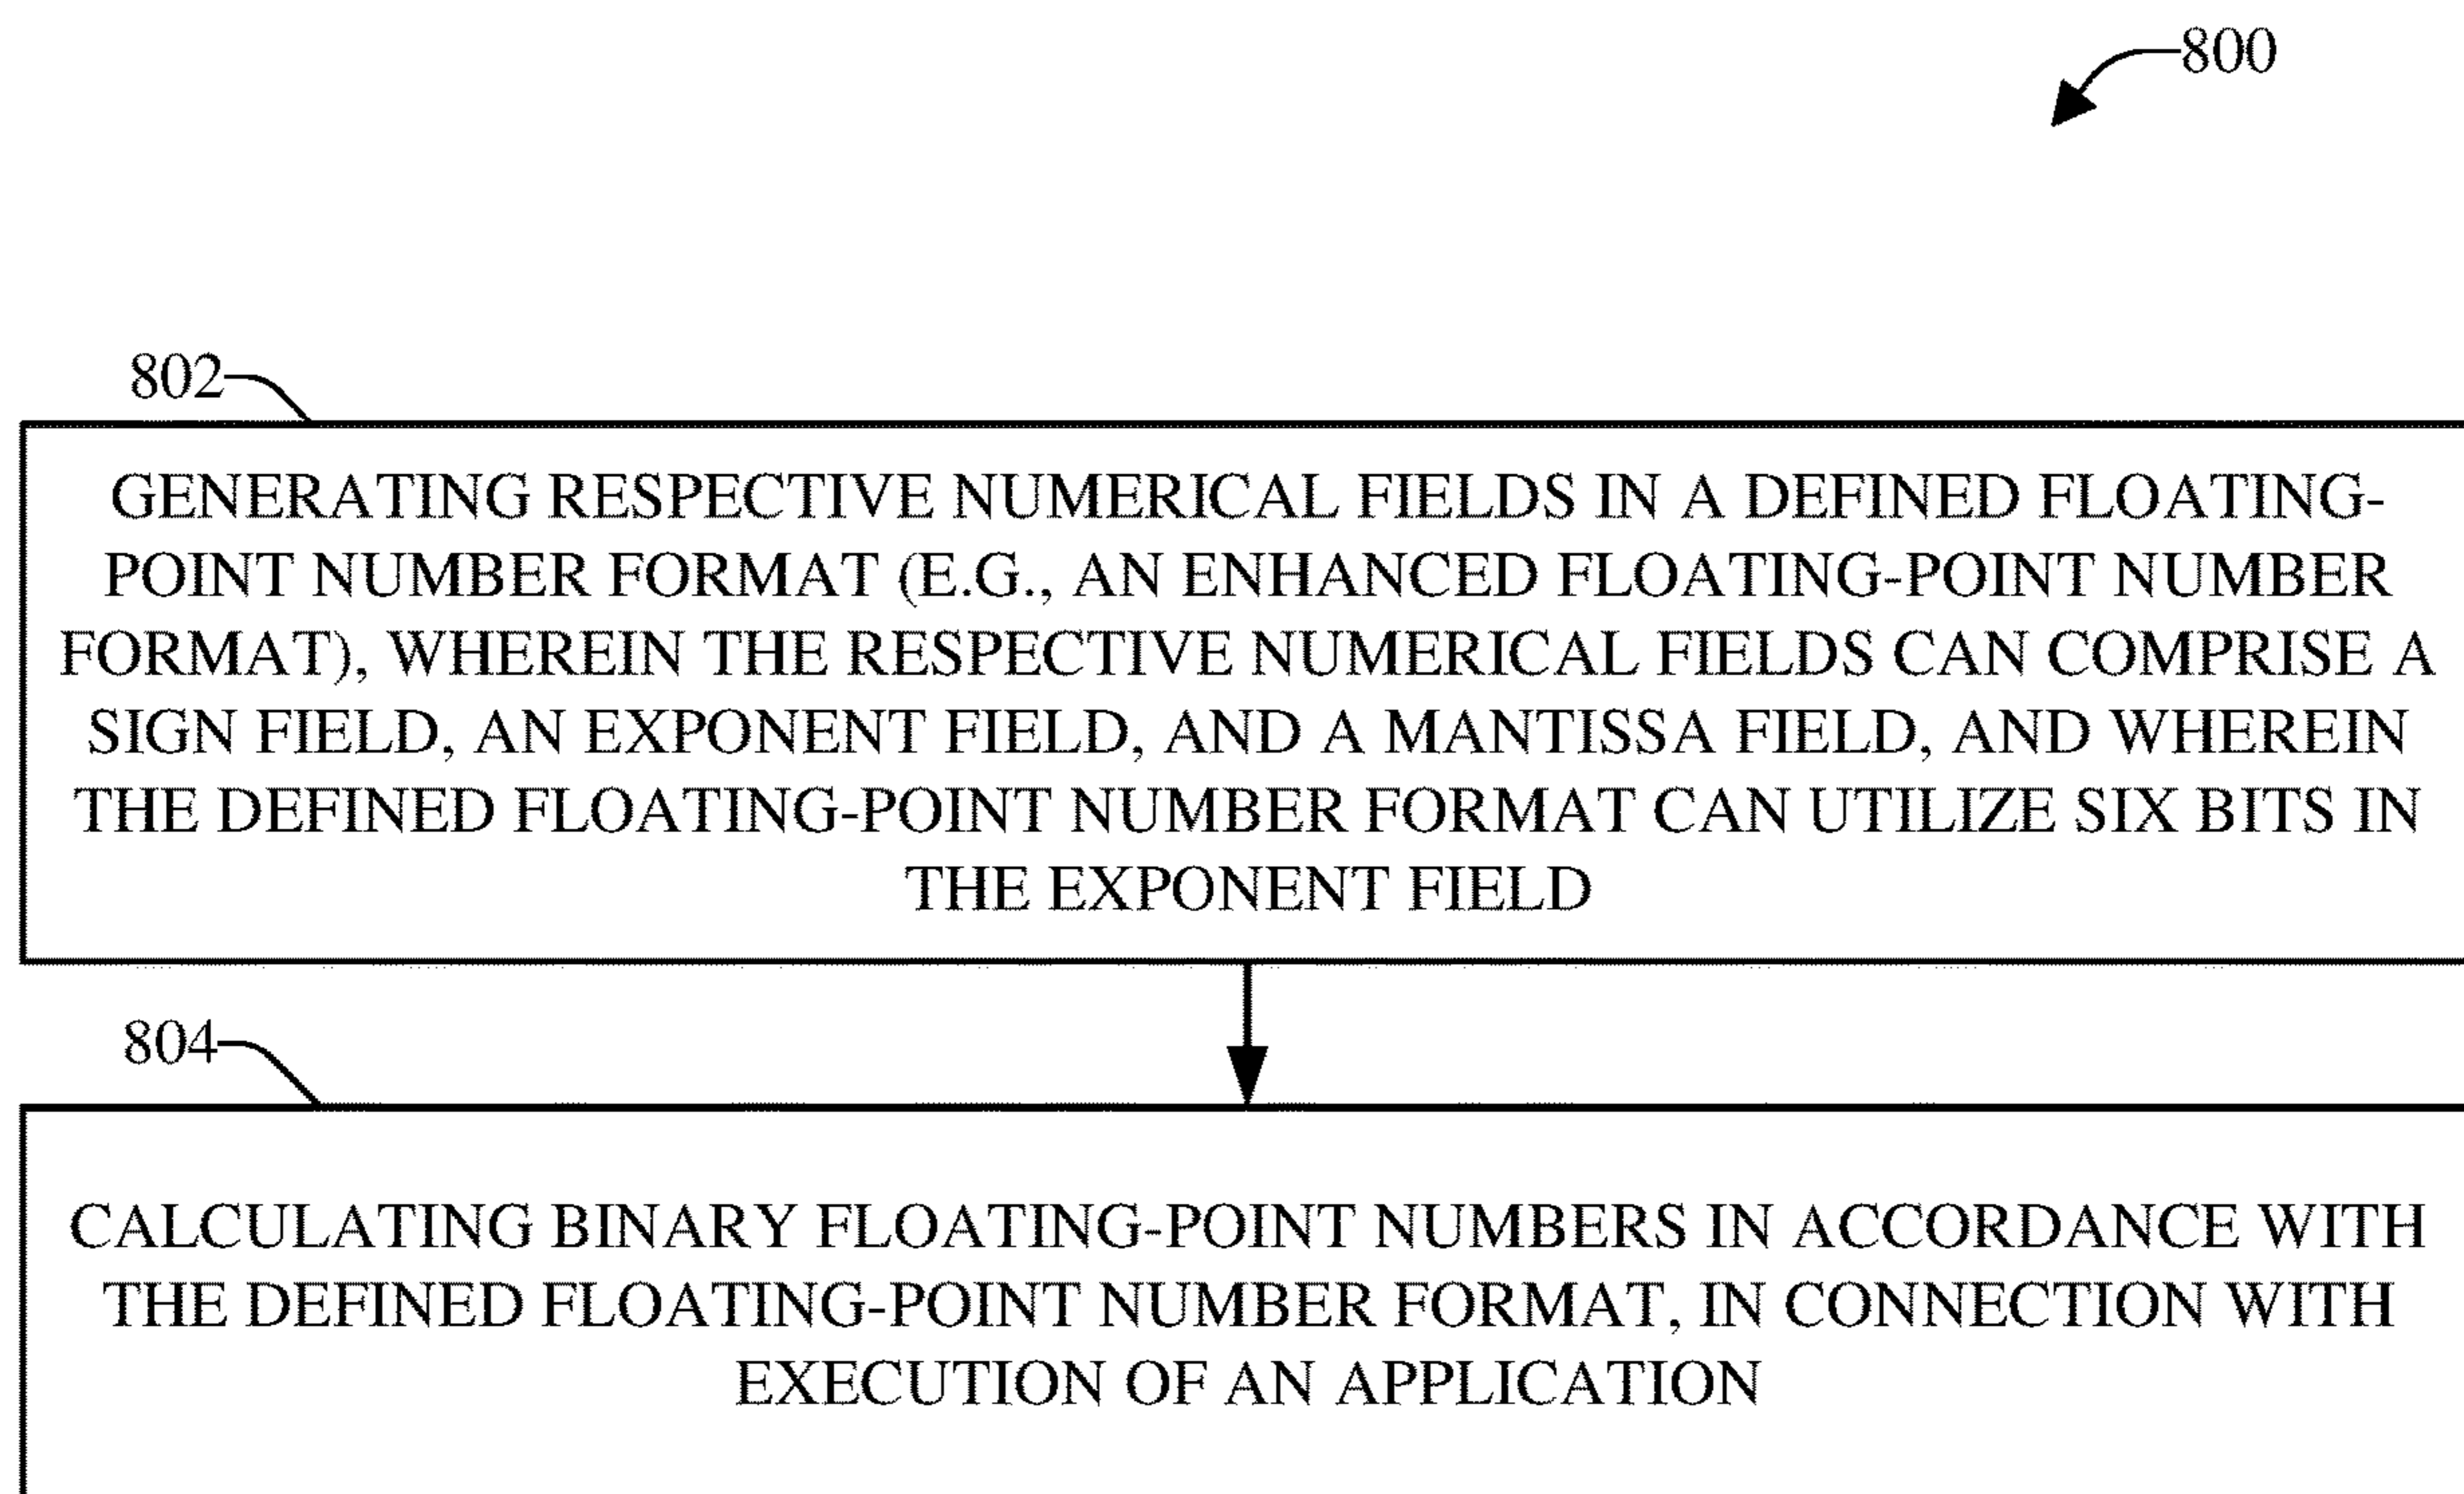 800
802
GENERATING RESPECTIVE NUMERICAL FIELDS IN A DEFINED FLOATING-
POINT NUMBER FORMAT (E.G., AN ENHANCED FLOATING-POINT NUMBER
FORMAT), WHEREIN THE RESPECTIVE NUMERICAL FIELDS CAN COMPRISE A
SIGN FIELD, AN EXPONENT FIELD, AND A MANTISSA FIELD, AND WHEREIN
THE DEFINED FLOATING-POINT NUMBER FORMAT CAN UTILIZE SIX BITS IN
THE EXPONENT FIELD
804
CALCULATING BINARY FLOATING-POINT NUMBERS IN ACCORDANCE WITH
THE DEFINED FLOATING-POINT NUMBER FORMAT, IN CONNECTION WITH
EXECUTION OF AN APPLICATION